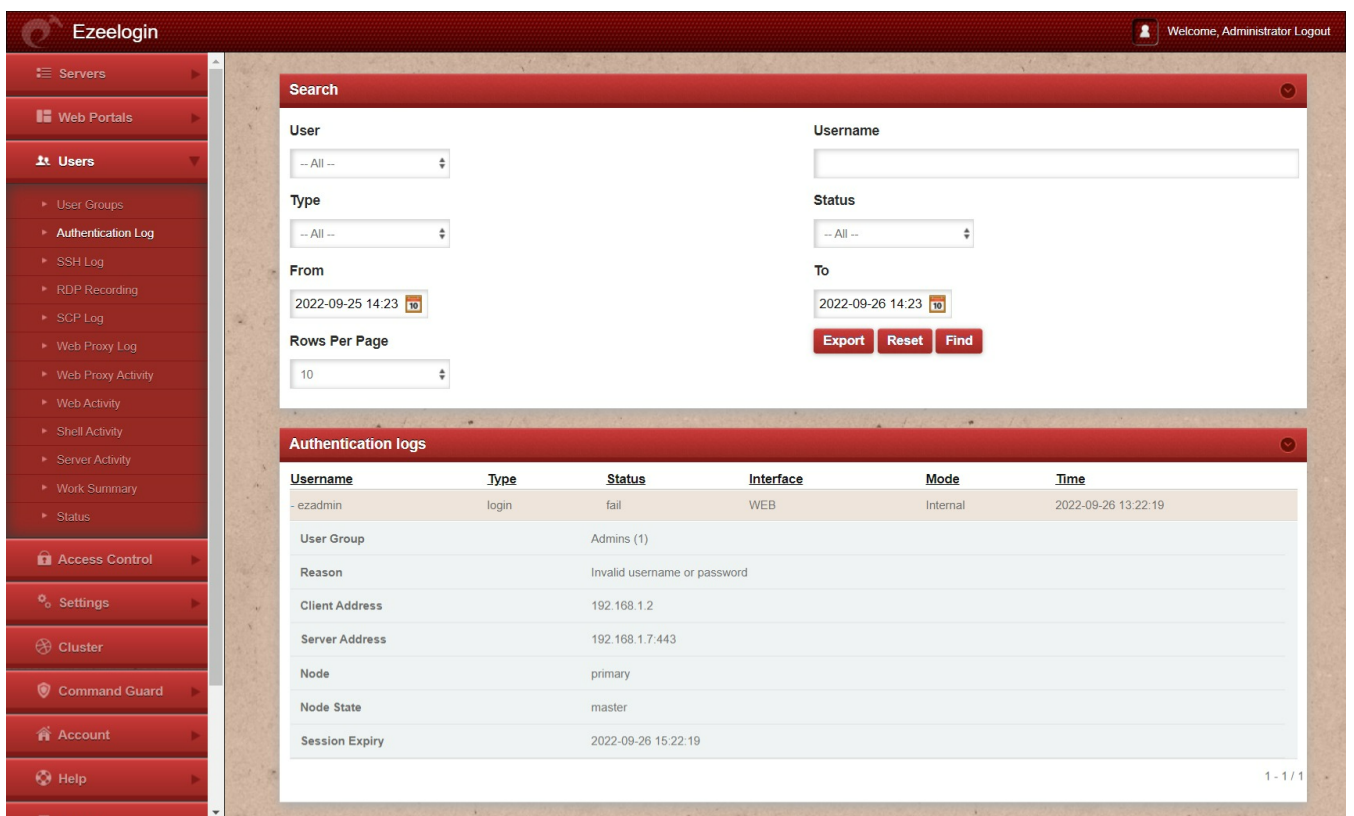 Ezeelogin
Welcome, Administrator Logout
Servers
Web Portals
Users
User Groups
Authentication Log
SSH Log
RDP Recording
SCP Log
Web Proxy Log
Web Proxy Activity
Web Activity
Shell Activity
Server Activity
Work Summary
Status
Access Control
Settings
Cluster
Command Guard
Account
Help
Search
User Username
-- All --
Type Status
-- All -- -- All --
From To
2022-09-25 14:23 10 2022-09-26 14:23 10
Rows Per Page Export Reset Find
10
Authentication logs
Username Type Status Interface Mode Time
- ezadmin login fail WEB Internal 2022-09-26 13:22:19
User Group Admins (1)
Reason Invalid username or password
Client Address 192.168.1.2
Server Address 192.168.1.7:443
Node primary
Node State master
Session Expiry 2022-09-26 15:22:19
1 - 1 / 1